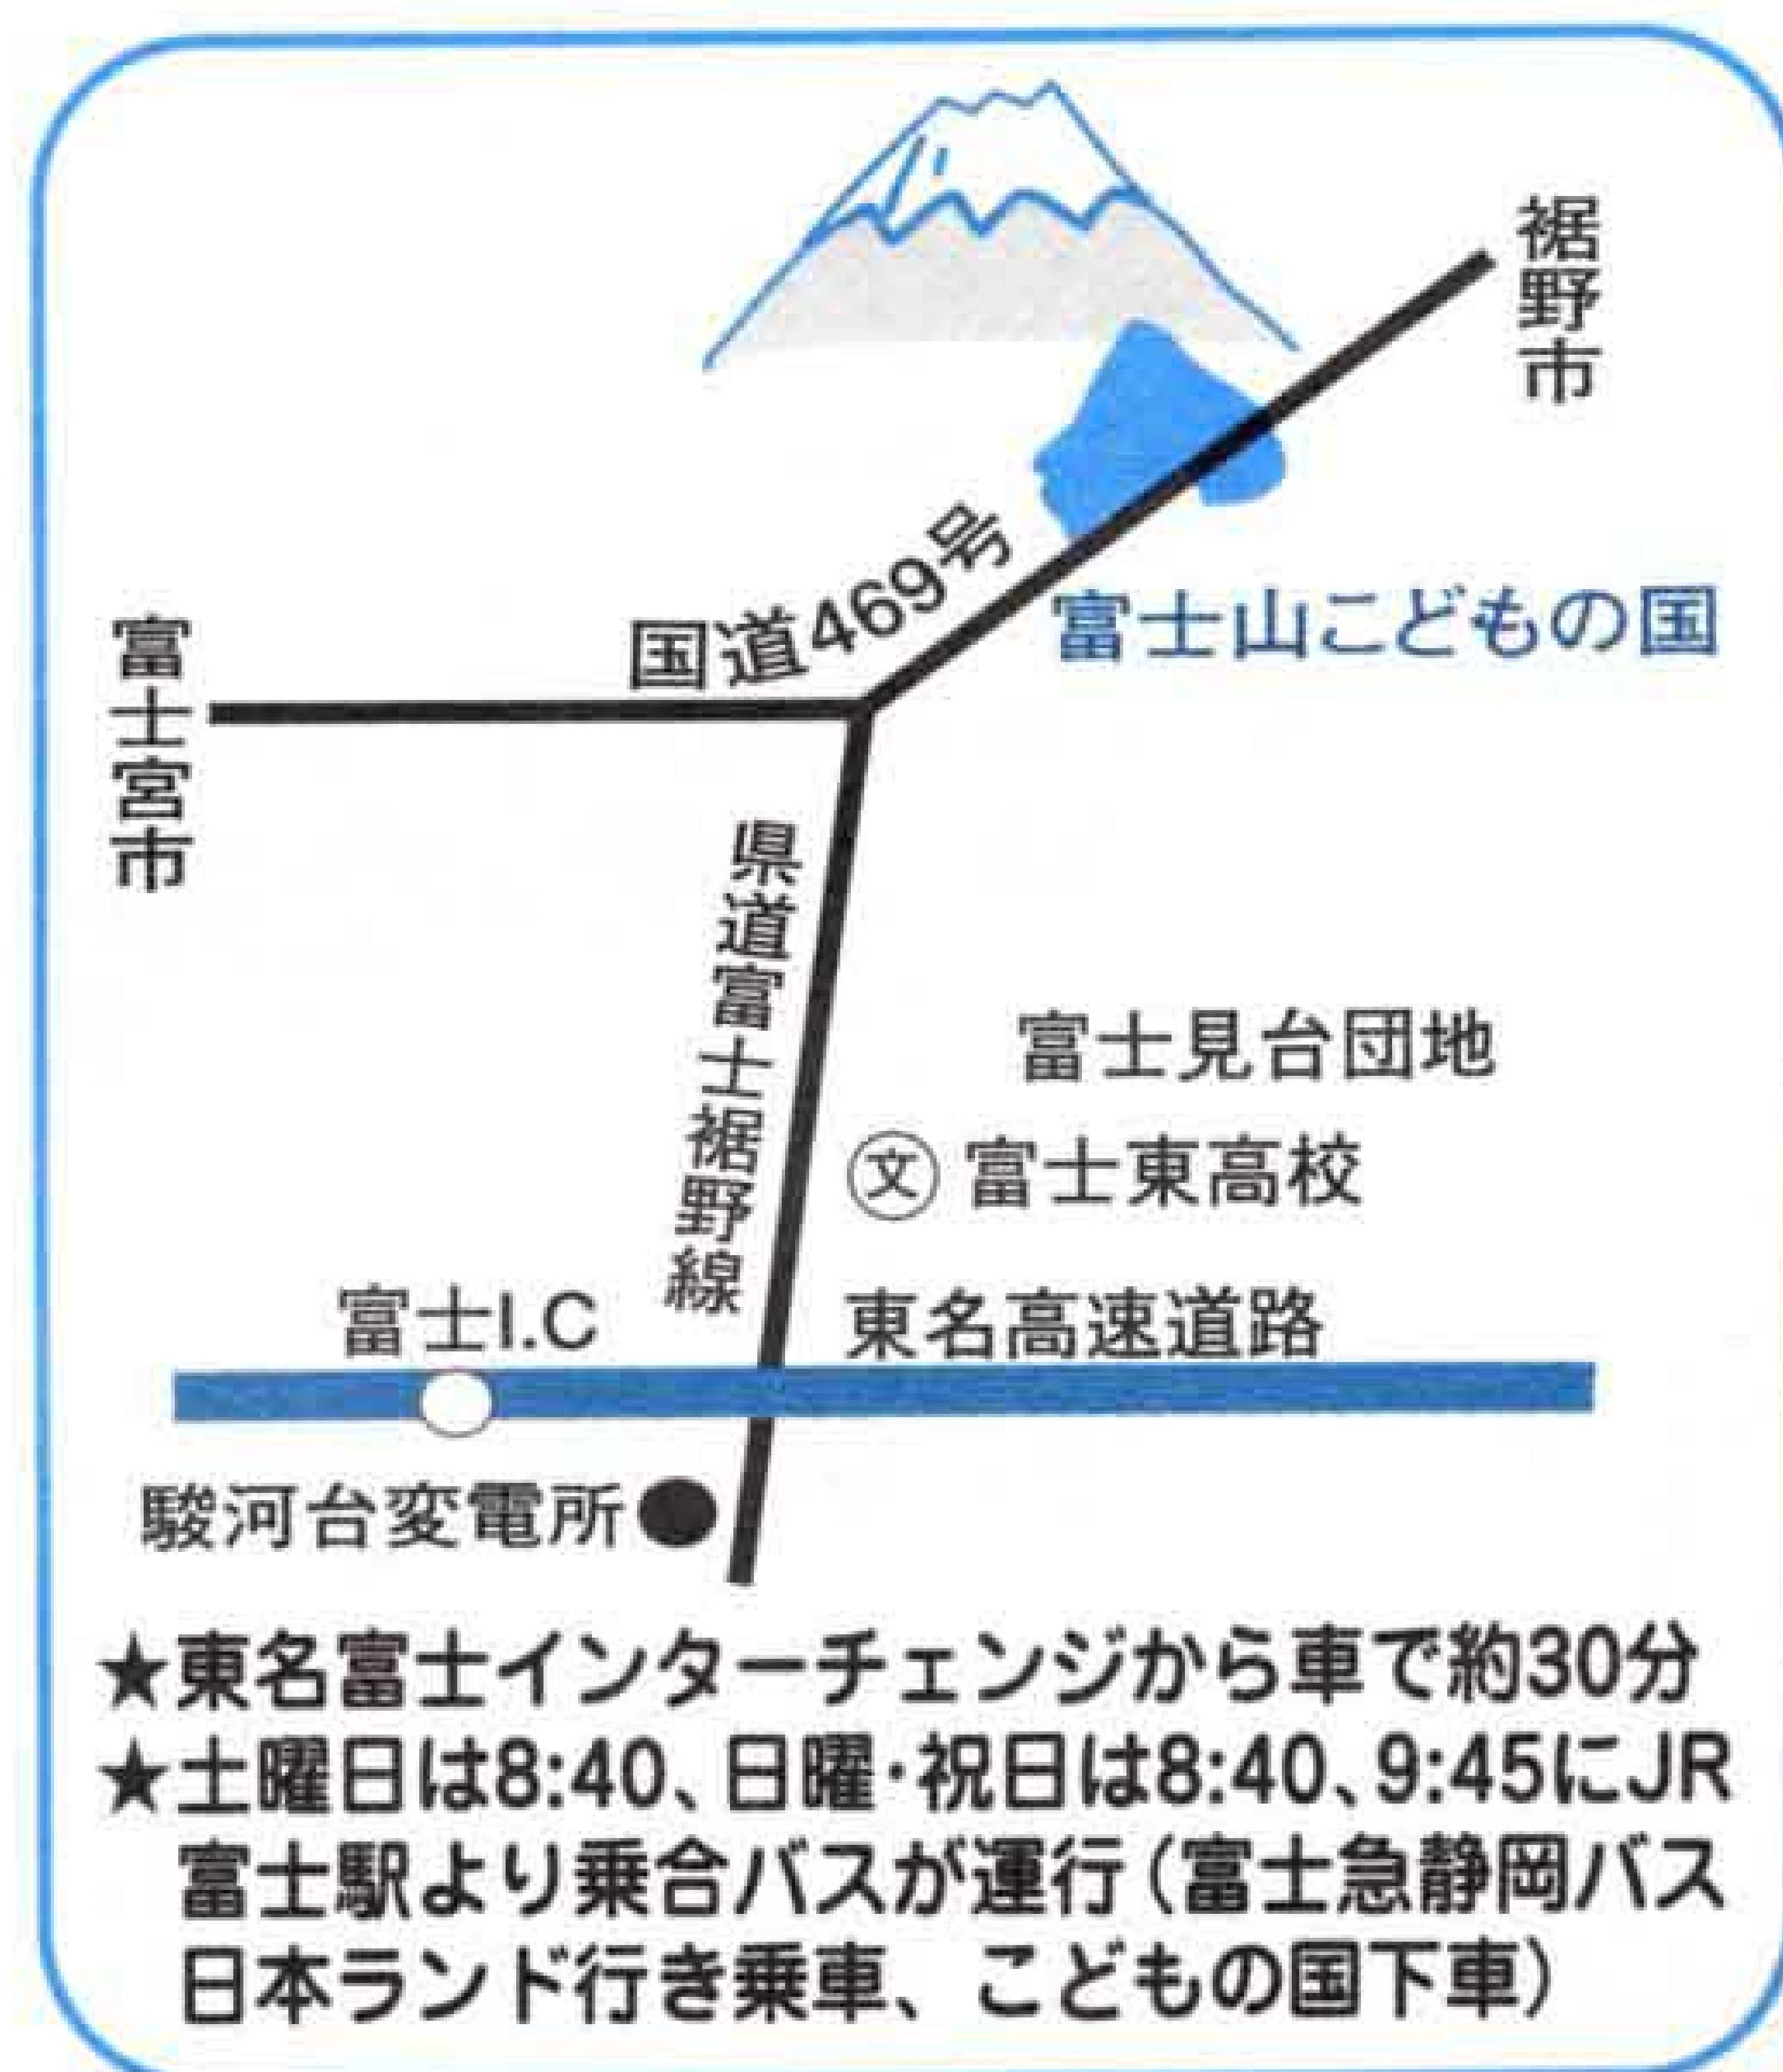 裾野市
国道469号
富士山こどもの国
富士宮市
県道富士裾野線
富士見台団地
文 富士東高校
富士I.C
東名高速道路
駿河台変電所
★東名富士インターチェンジから車で約30分
★土曜日は8:40、日曜・祝日は8:40、9:45にJR
富士駅より乗合バスが運行(富士急静岡バス
日本ランド行き乗車、こどもの国下車)